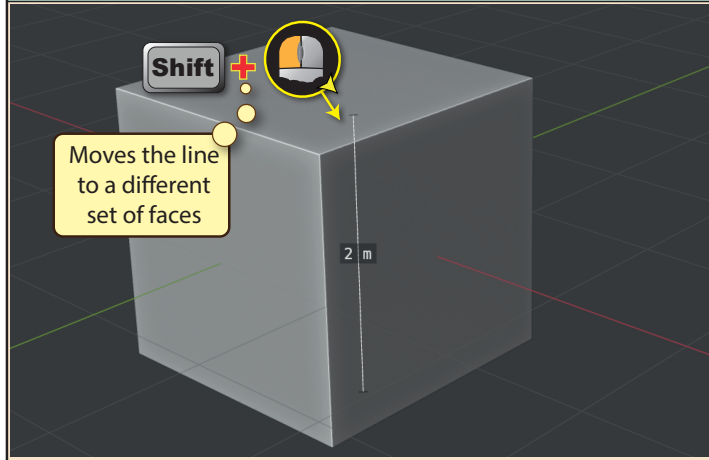 Shift +
Moves the line
to a different
set of faces
2 m